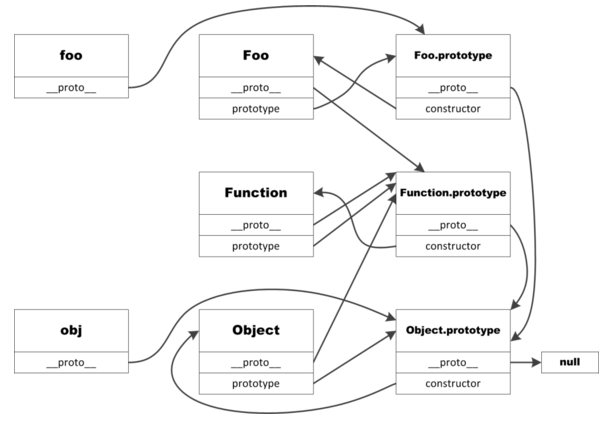 foo
__proto__
Foo
__proto__
prototype
Foo.prototype
__proto__
constructor
Function
__proto__
prototype
Function.prototype
__proto__
constructor
obj
__proto__
Object
__proto__
prototype
Object.prototype
__proto__
constructor
null